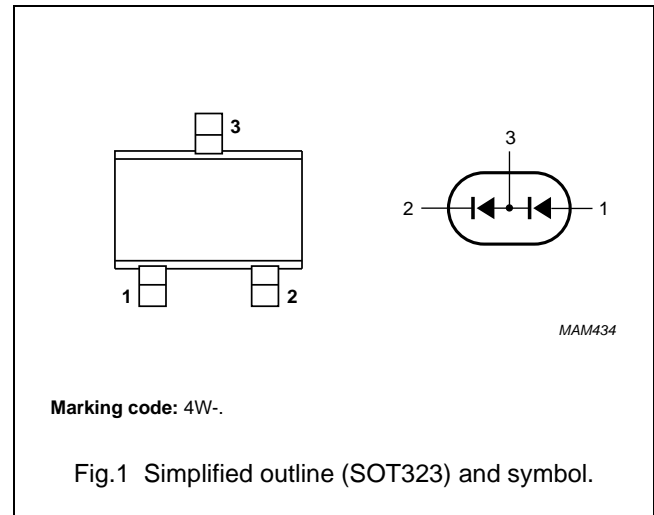 3
3
2
1
1
2
MAM434
Marking code: 4W-.
Fig.1 Simplified outline (SOT323) and symbol.